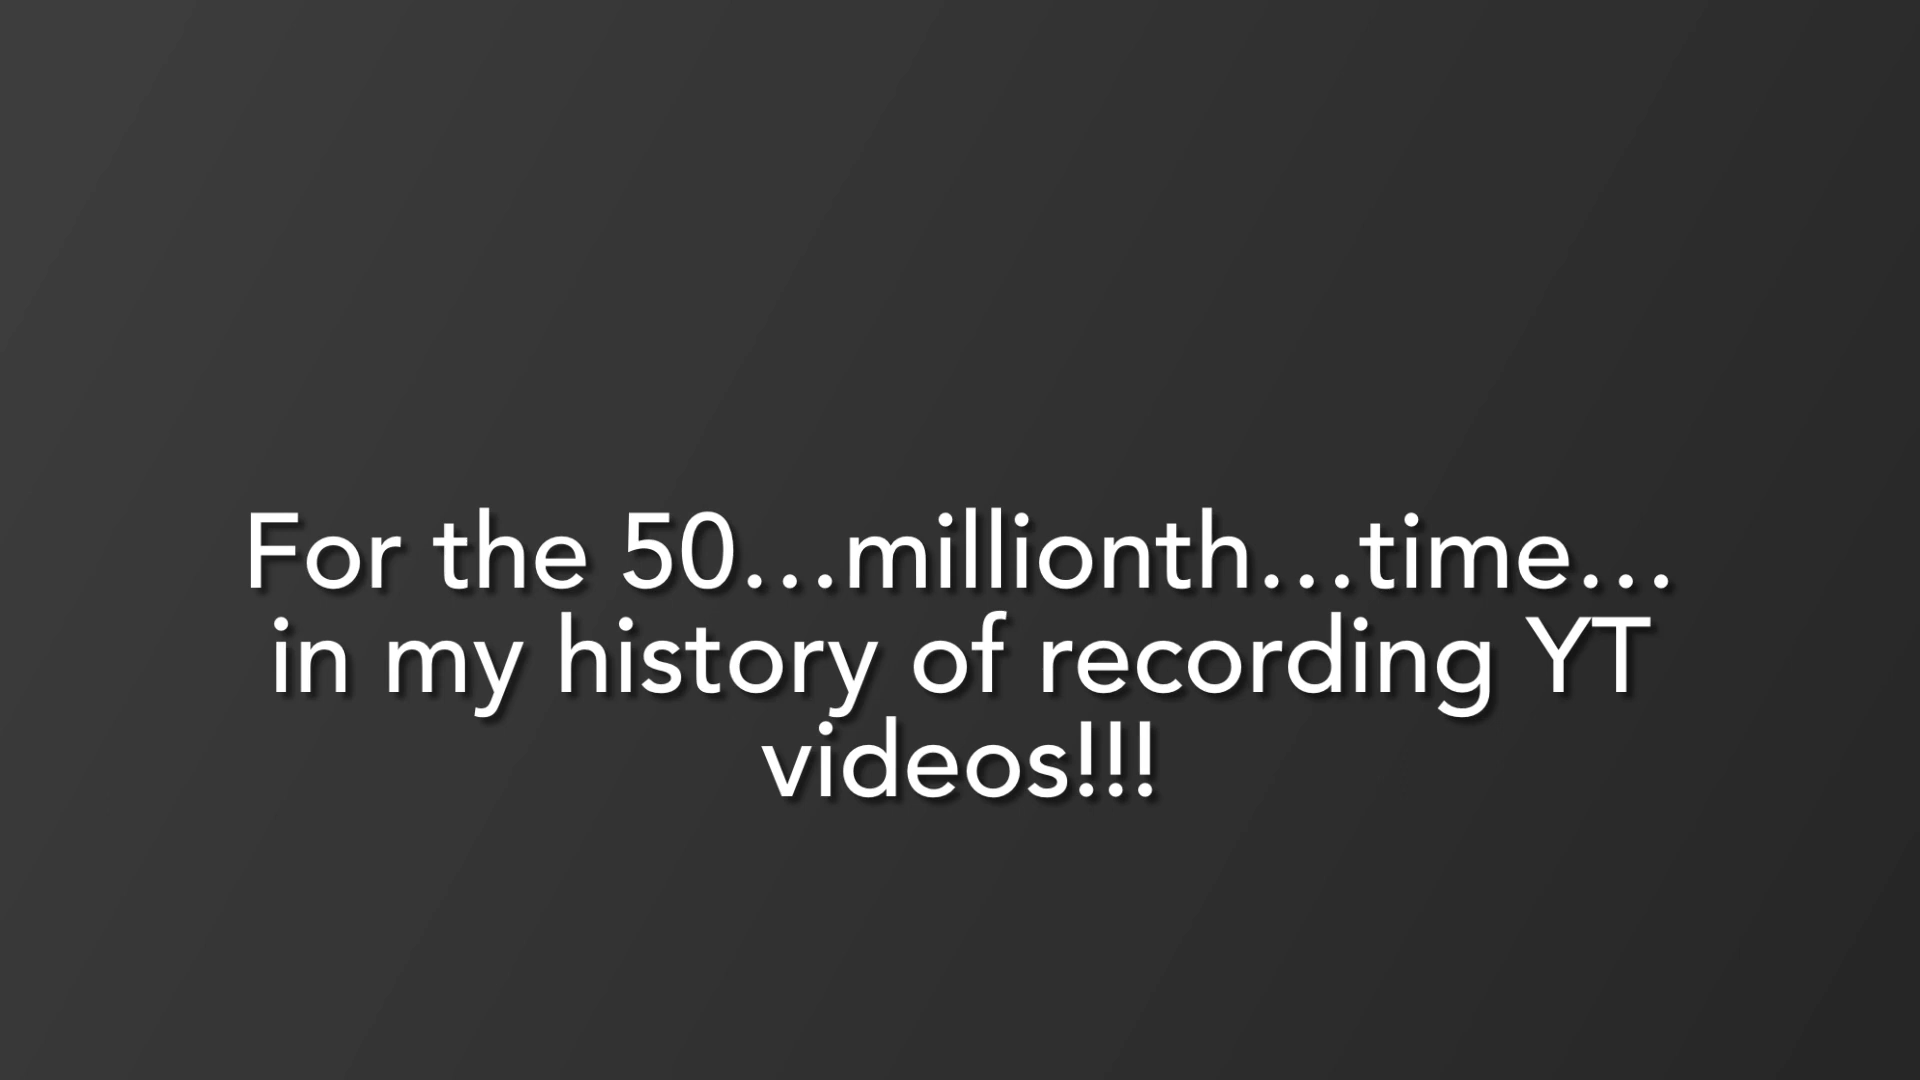 For the 50…millionth…time…
in my history of recording YT
videos!!!